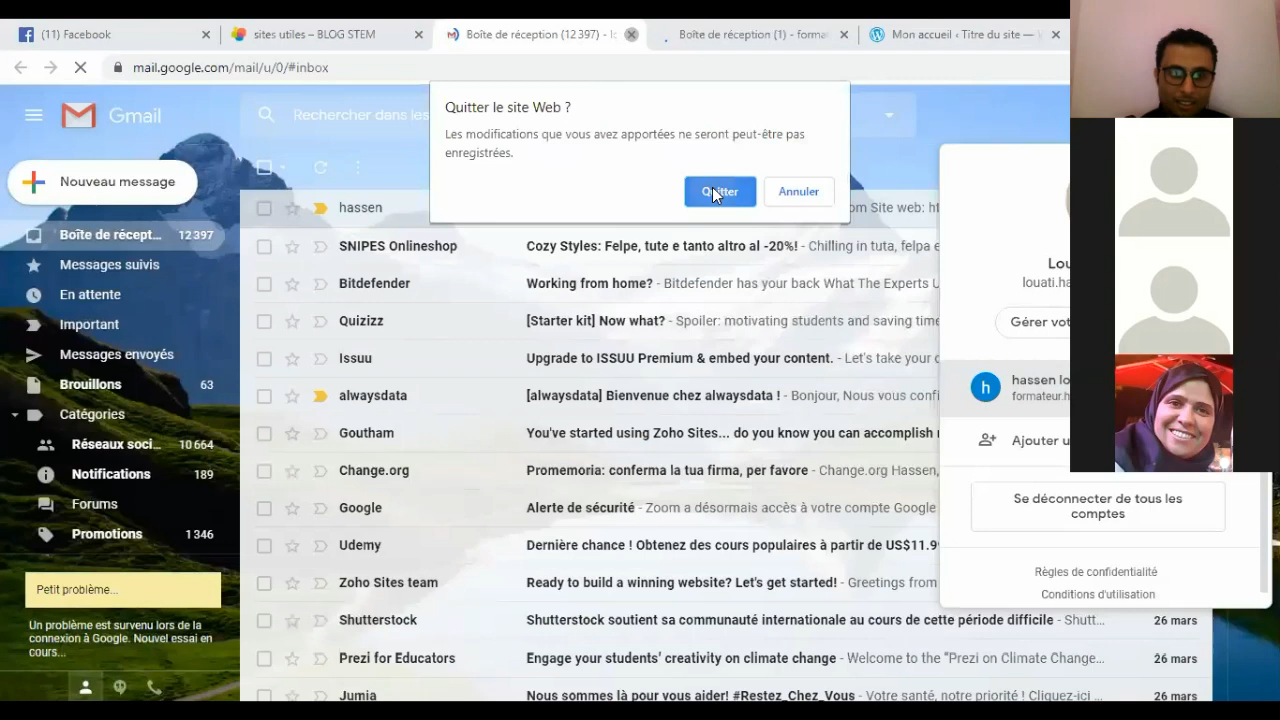 (11) Facebook
sites utiles – BLOG STEM
Boîte de réception (12 397) - lc
Boîte de réception (1) - forma
Mon accueil ‹ Titre du site —
mail.google.com/mail/u/0/#inbox
Quitter le site Web ?
Les modifications que vous avez apportées ne seront peut-être pas
enregistrées.
Quitter
Annuler
Gmail
Rechercher dans les
Nouveau message
Boîte de récept... 12 397
Messages suivis
En attente
Important
Messages envoyés
Brouillons 63
Catégories
Réseaux soci... 10 664
Notifications 189
Forums
Promotions 1 346
Petit problème...
Un problème est survenu lors de la
connexion à Google. Nouvel essai en
cours...
hassen om Site web: ht
SNIPES Onlineshop Cozy Styles: Felpe, tute e tanto altro al -20%! - Chilling in tuta, felpa e
Bitdefender Working from home? - Bitdefender has your back What The Experts U
Quizizz [Starter kit] Now what? - Spoiler: motivating students and saving time
Issuu Upgrade to ISSUU Premium & embed your content. - Let's take your c
alwaysdata [alwaysdata] Bienvenue chez alwaysdata ! - Bonjour, Nous vous confi
Goutham You've started using Zoho Sites... do you know you can accomplish
Change.org Promemoria: conferma la tua firma, per favore - Change.org Hassen,
Google Alerte de sécurité - Zoom a désormais accès à votre compte Google
Udemy Dernière chance ! Obtenez des cours populaires à partir de US$11.99
Zoho Sites team Ready to build a winning website? Let's get started! - Greetings from
Shutterstock Shutterstock soutient sa communauté internationale au cours de cette période difficile - Shutt... 26 mars
Prezi for Educators Engage your students' creativity on climate change - Welcome to the "Prezi on Climate Change... 26 mars
Jumia Nous sommes là pour vous aider! #Restez_Chez_Vous - Votre santé, notre priorité ! Cliquez-ici ... 26 mars
Lou
louati.ha
Gérer vot
h
hassen lo
formateur.h
Ajouter u
Se déconnecter de tous les
comptes
Règles de confidentialité
Conditions d'utilisation